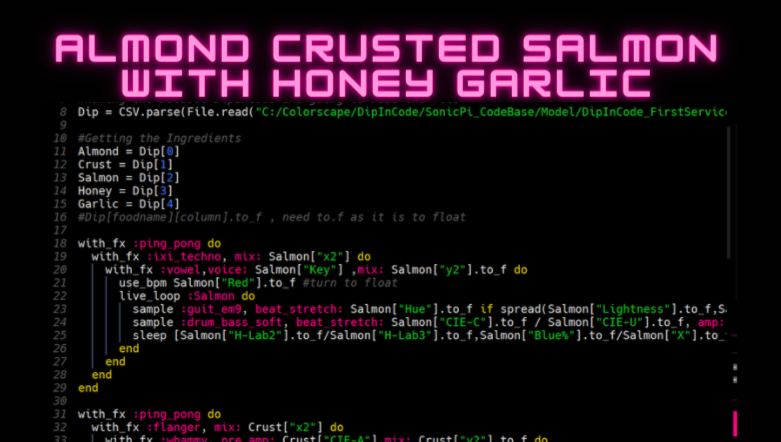 ALMOND CRUSTED SALMON
WITH HONEY GARLIC
8 Dip = CSV.parse(File.read("C:/Colorscape/DipInCode/SonicPi_CodeBase/Model/DipInCode_FirstServic
9
10 #Getting the Ingredients
11 Almond = Dip[0]
12 Crust = Dip[1]
13 Salmon = Dip[2]
14 Honey = Dip[3]
15 Garlic = Dip[4]
16 #Dip[foodname][column].to_f , need to.f as it is to float
17
18 with_fx :ping_pong do
19 with_fx :ixi_techno, mix: Salmon["x2"] do
20 with_fx :vowel,voice: Salmon["Key"] ,mix: Salmon["y2"].to_f do
21 use_bpm Salmon["Red"].to_f #turn to float
22 live_loop :Salmon do
23 sample :guit_em9, beat_stretch: Salmon["Hue"].to_f if spread(Salmon["Lightness"].to_f,S
24 sample :drum_bass_soft, beat_stretch: Salmon["CIE-C"].to_f / Salmon["CIE-U"].to_f, amp:
25 sleep [Salmon["H-Lab2"].to_f/Salmon["H-Lab3"].to_f,Salmon["Blue%"].to_f/Salmon["X"].to_
26 end
27 end
28 end
29 end
30
31 with_fx :ping_pong do
32 with_fx :flanger, mix: Crust["x2"] do
33 with_fx :whammy, pre_amp: Crust["CIE-A"],mix: Crust["y2"].to_f do